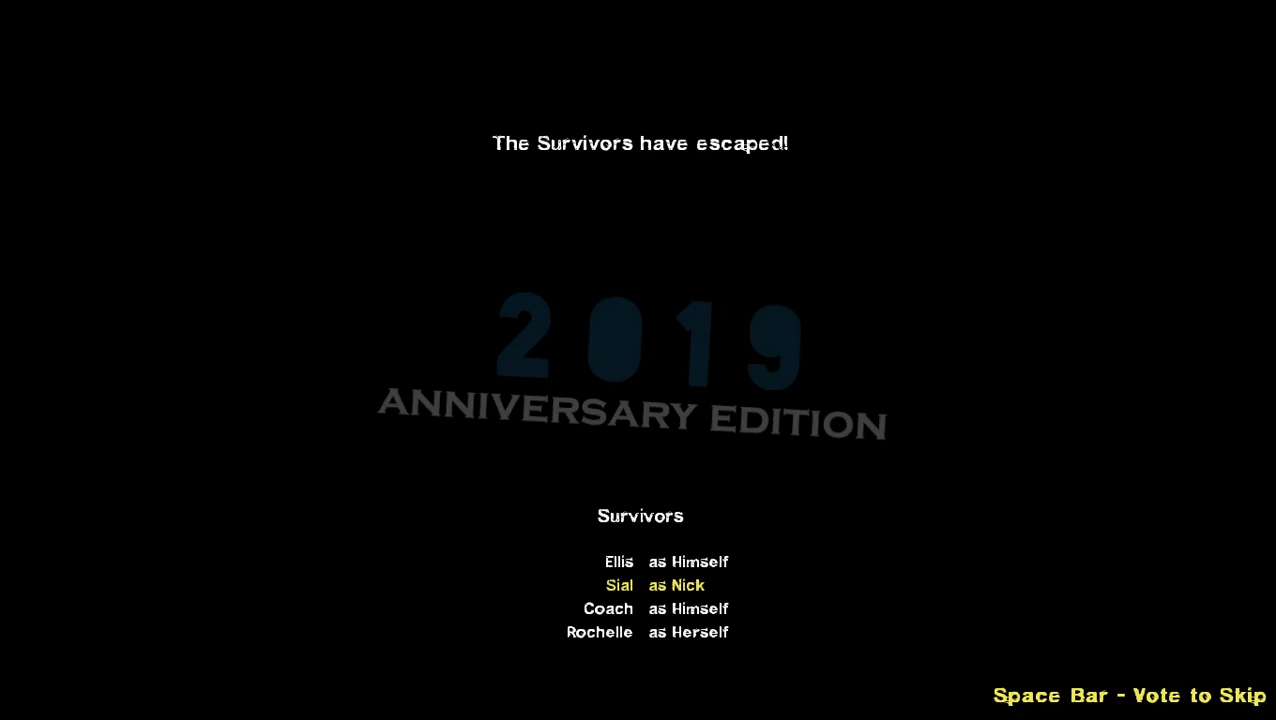 The Survivors have escaped!
2019
ANNIVERSARY EDITION
Survivors
Ellis as Himself
Sial as Nick
Coach as Himself
Rochelle as Herself
Space Bar - Vote to Skip